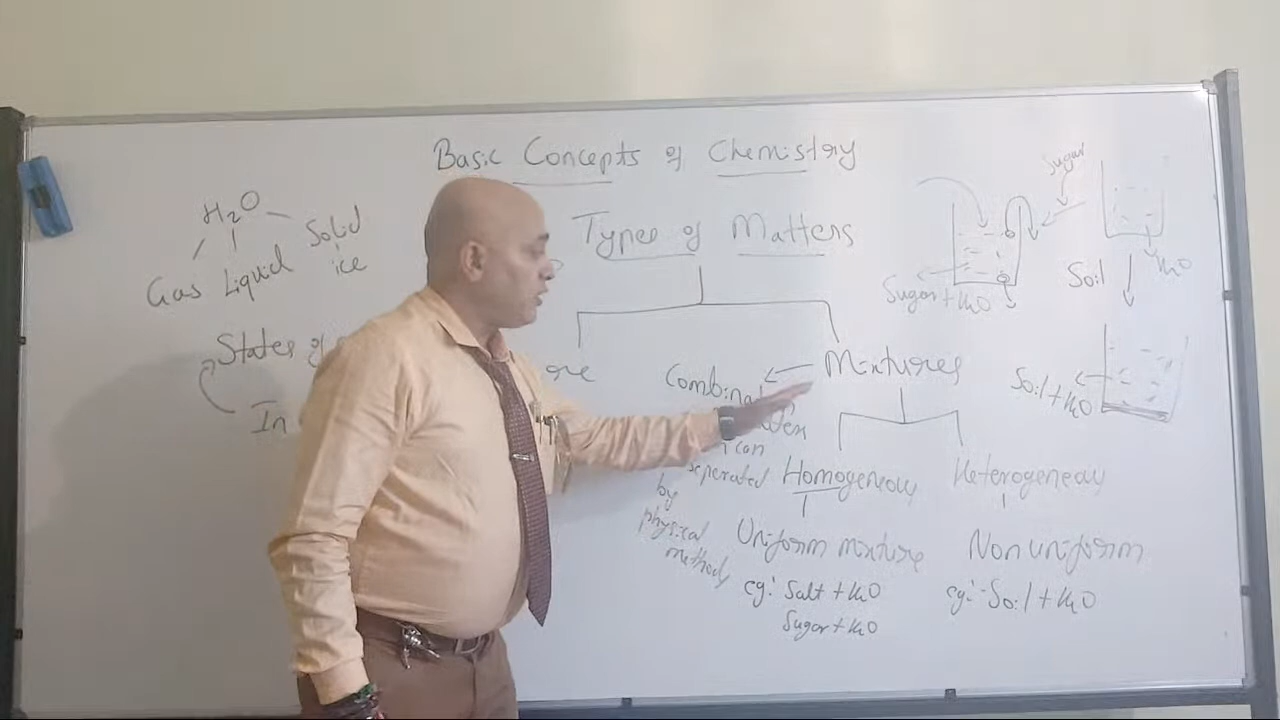 Basic Concepts of Chemistry
Types of Matters
H2O
Gas
Liquid
Solid
ice
States of
In
Mixtures
Combina
can
seperated
by
physical
methods
Homogeneous
Heterogeneous
Uniform mixture
Non uniform
eg: Salt + H2O
Sugar + H2O
eg:- Soil + H2O
Sugar
Sugar + H2O
Soil
H2O
Soil + H2O